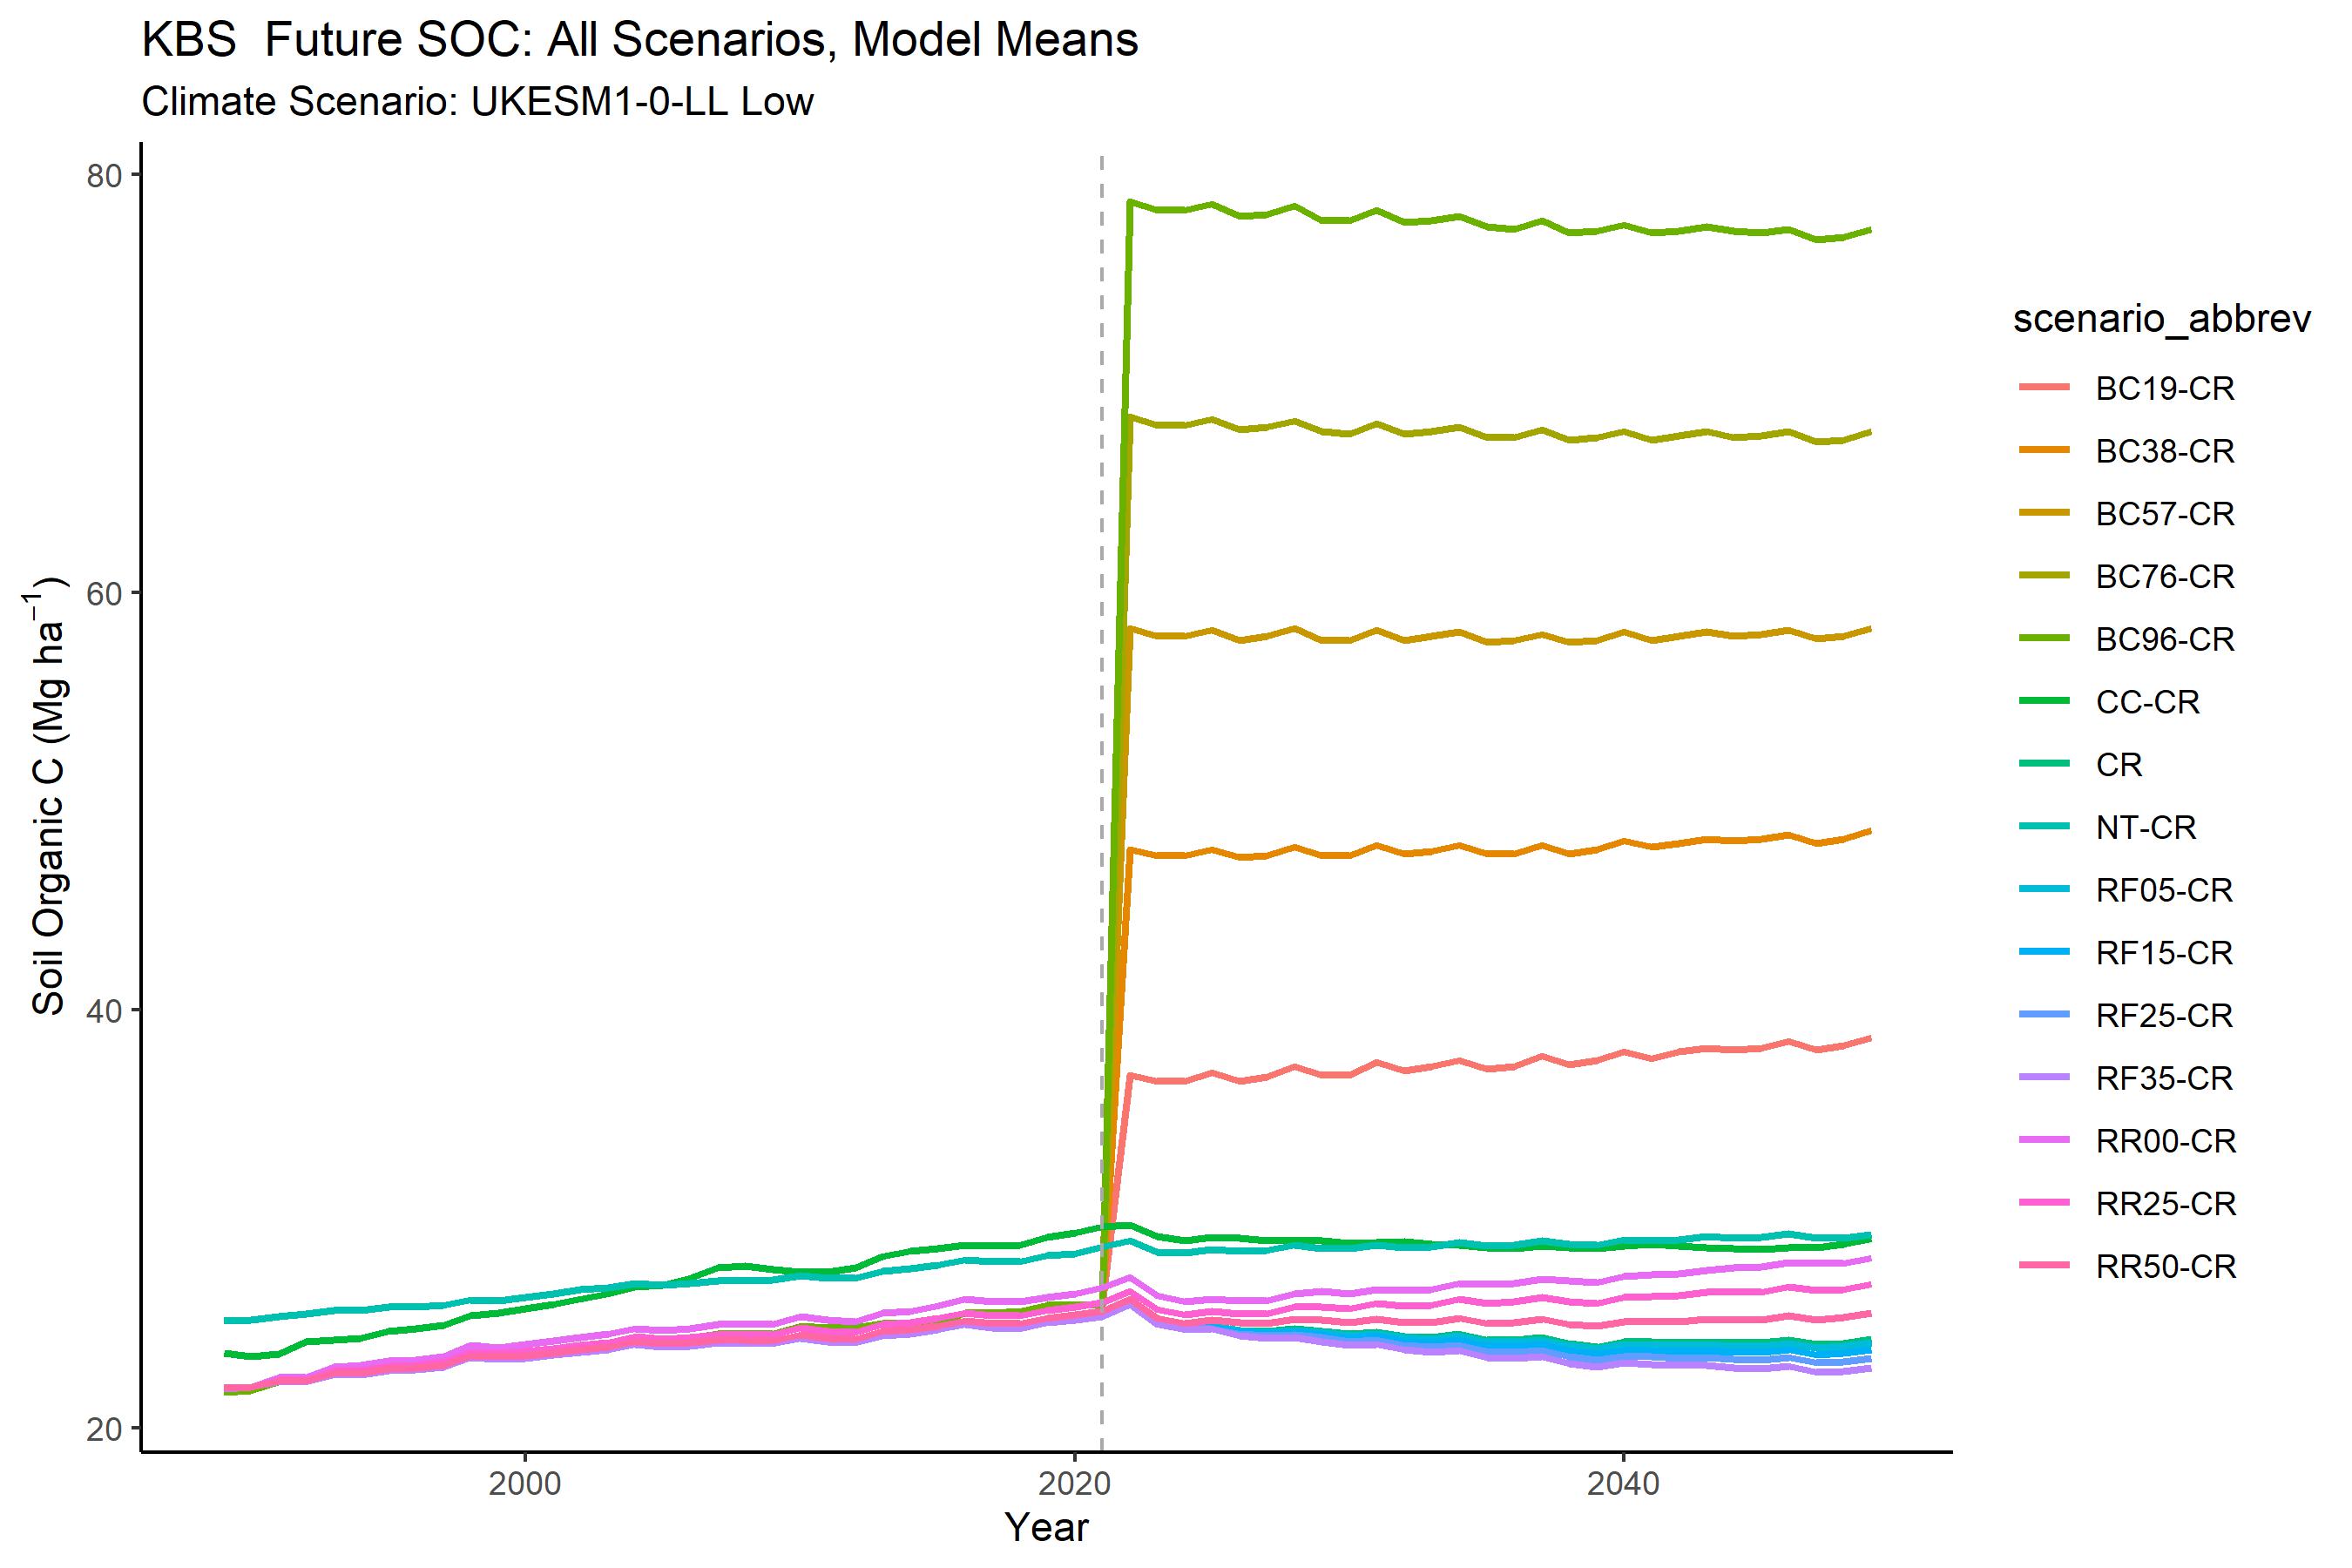 KBS  Future SOC: All Scenarios, Model Means
Climate Scenario: UKESM1-0-LL Low
80
60
40
20
Soil Organic C (Mg ha⁻¹)
2000
2020
2040
Year
scenario_abbrev
BC19-CR
BC38-CR
BC57-CR
BC76-CR
BC96-CR
CC-CR
CR
NT-CR
RF05-CR
RF15-CR
RF25-CR
RF35-CR
RR00-CR
RR25-CR
RR50-CR